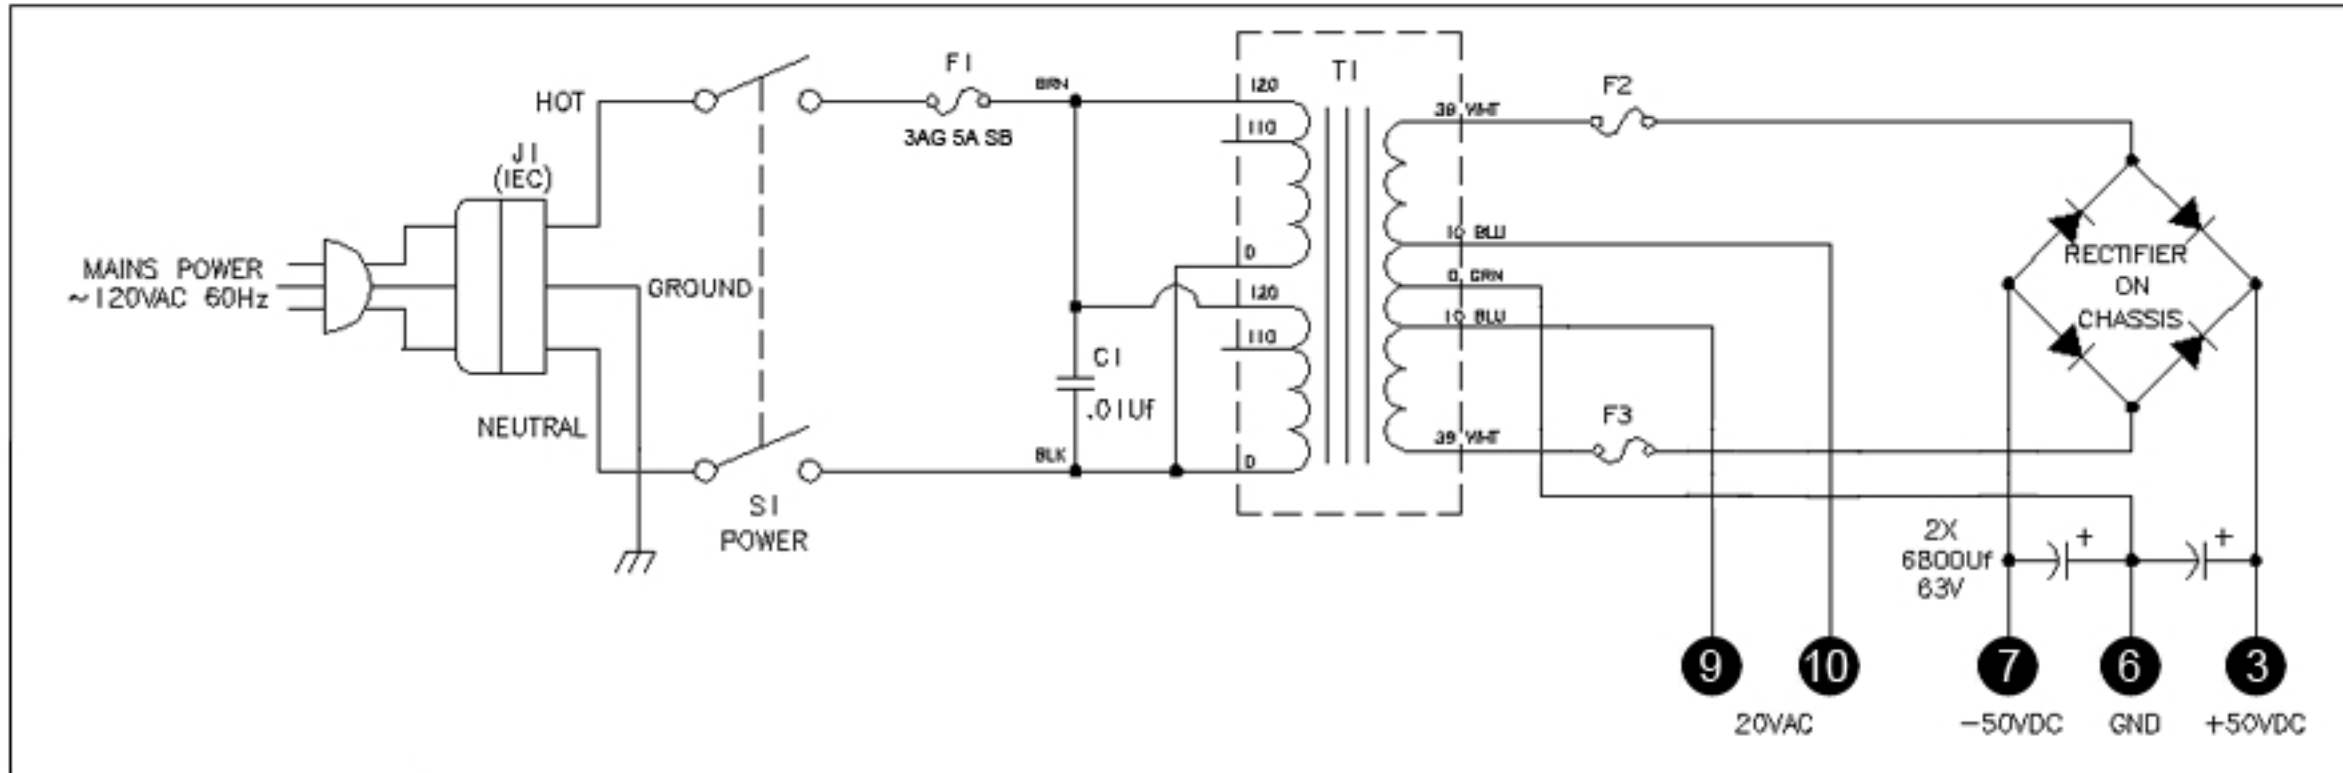 HOT
F1
3AG 5A SB
BRN
J1
(IEC)
MAINS POWER
~120VAC 60Hz
GROUND
NEUTRAL
S1
POWER
BLK
C1
.01Uf
T1
120
110
0
120
110
0
38 WHT
10 BLU
0 GRN
10 BLU
39 WHT
F2
F3
RECTIFIER
ON
CHASSIS
2X
6800Uf
63V
+
+
9
10
7
6
3
20VAC
-50VDC
GND
+50VDC